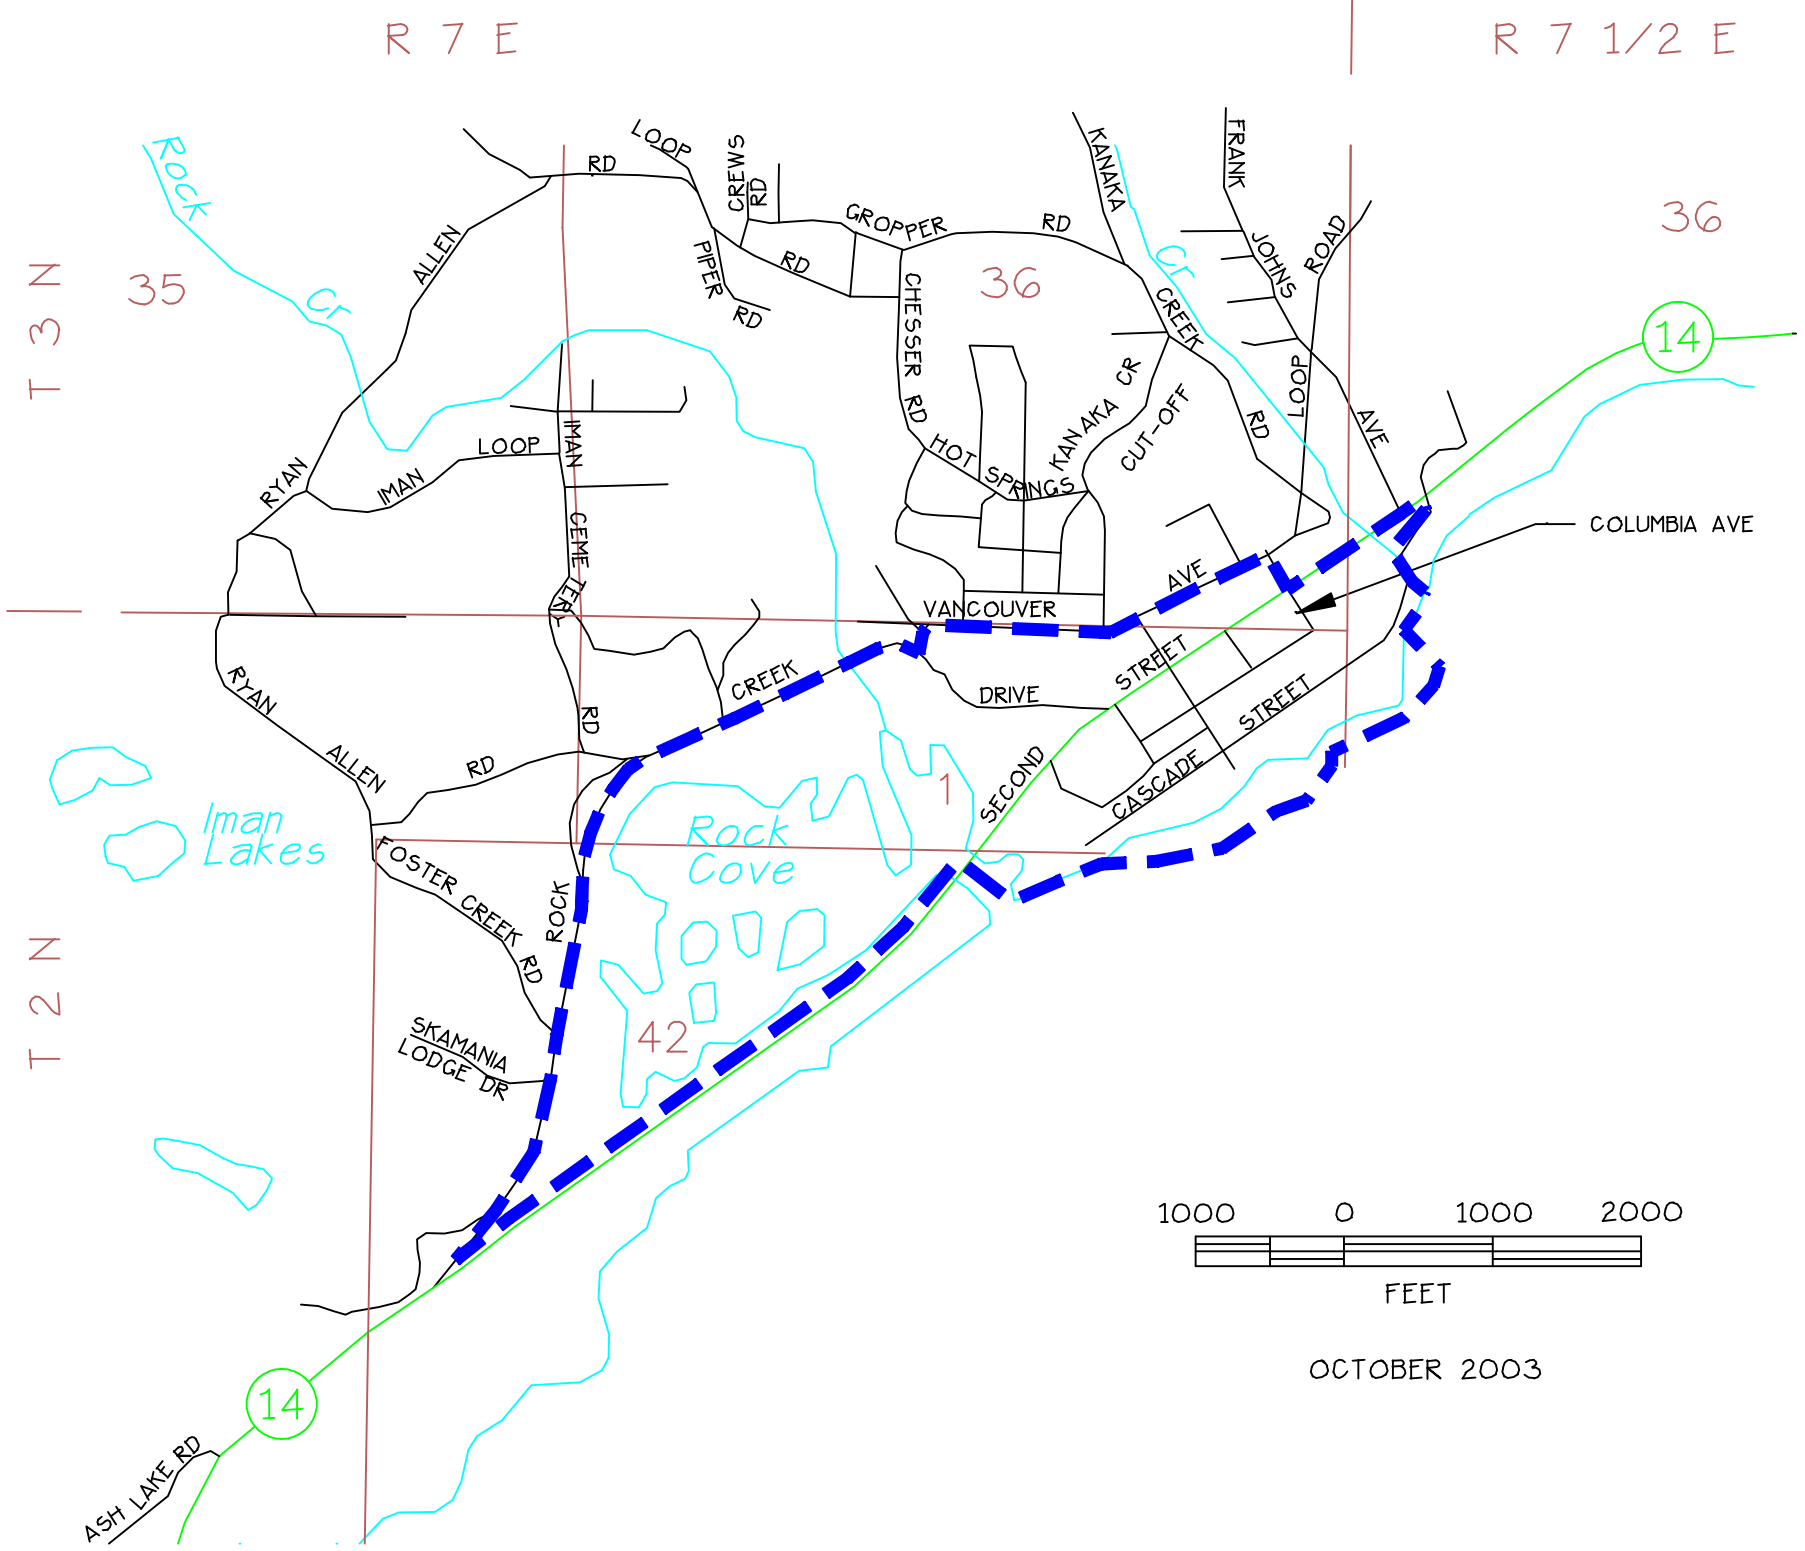 R 7 E
R 7 1/2 E
T 3 N
T 2 N
35
36
36
1
42
14
14
Rock
Cr
Cr
Iman
Lakes
Rock
Cove
LOOP
RD
CREWS
RD
GROPPER
RD
RD
PIPER
RD
ALLEN
RYAN
IMAN
LOOP
IMAN
CEMETERY
RD
CHESSER
RD
HOT SPRINGS
KANAKA
CREEK
RD
KANAKA CR
CUT-OFF
FRANK
JOHNS
AVE
LOOP
ROAD
COLUMBIA AVE
VANCOUVER
AVE
CREEK
DRIVE
SECOND
STREET
CASCADE
STREET
RYAN
ALLEN
RD
FOSTER CREEK
RD
ROCK
SKAMANIA
LODGE DR
ASH LAKE RD
1000 0 1000 2000
FEET
OCTOBER 2003